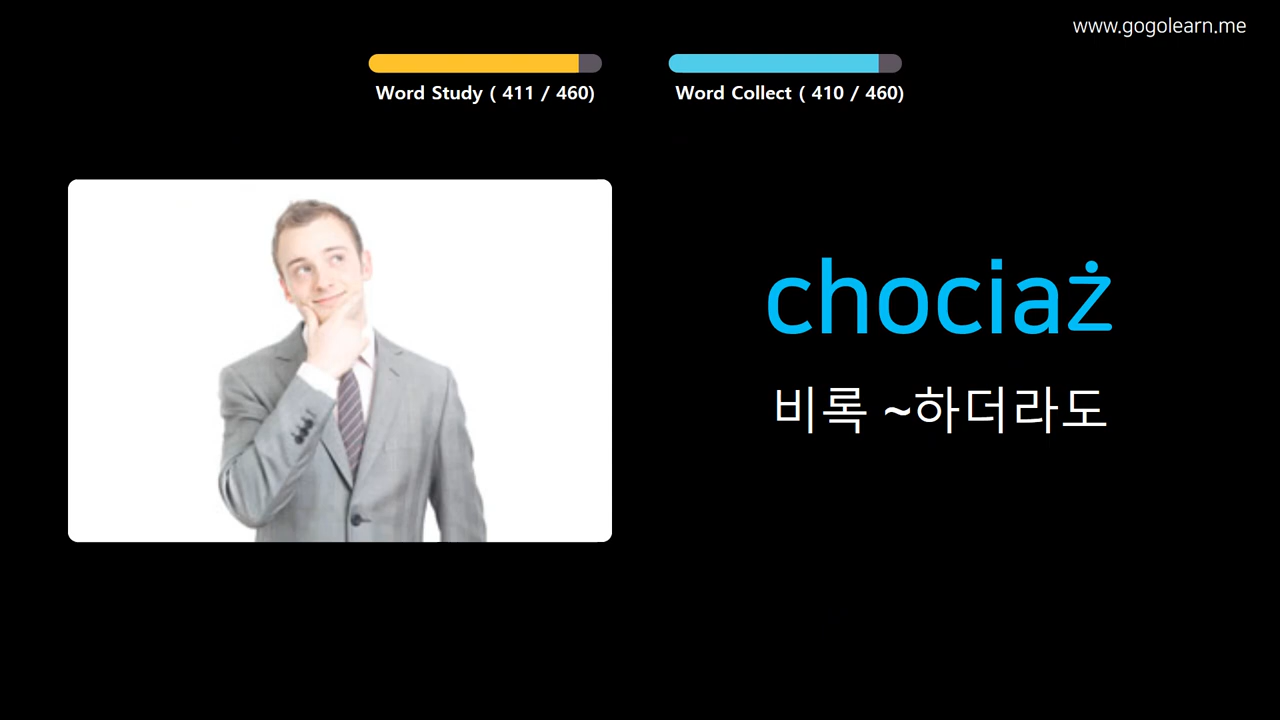 www.gogolearn.me
Word Study ( 411 / 460)
Word Collect ( 410 / 460)
chociaż
비록 ~하더라도